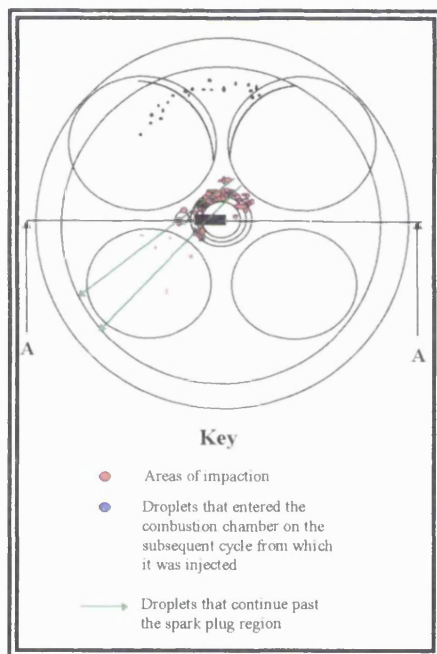 A
A
Key
Areas of impaction
Droplets that entered the
combustion chamber on the
subsequent cycle from which
it was injected
Droplets that continue past
the spark plug region